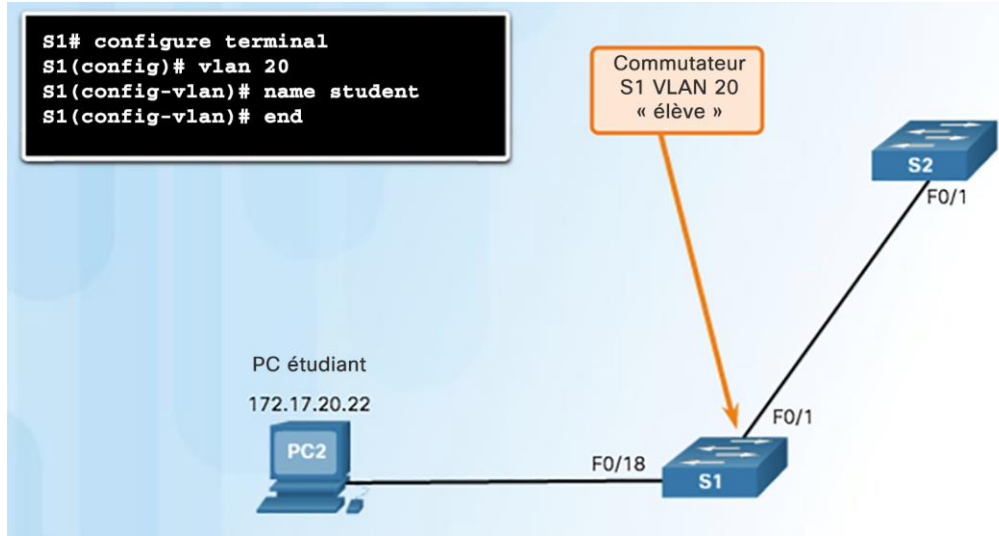 S1# configure terminal
S1(config)# vlan 20
S1(config-vlan)# name student
S1(config-vlan)# end
Commutateur
S1 VLAN 20
« élève »
S2
F0/1
PC étudiant
172.17.20.22
PC2
F0/18
F0/1
S1